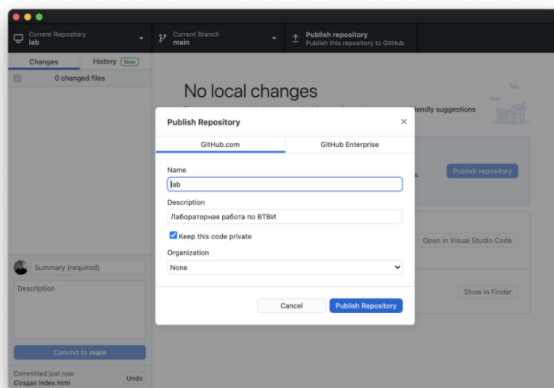 Current Repository
lab
Current Branch
main
Publish repository
Publish this repository to GitHub
Changes
History New
0 changed files
No local changes
endly suggestions
Publish Repository
GitHub.com
GitHub Enterprise
Name
lab
Description
Лабораторная работа по ВТВИ
Keep this code private
Organization
None
Cancel
Publish Repository
Publish repository
Open in Visual Studio Code
Show in Finder
Summary (required)
Description
Commit to main
Committed just now
Создал index.html
Undo